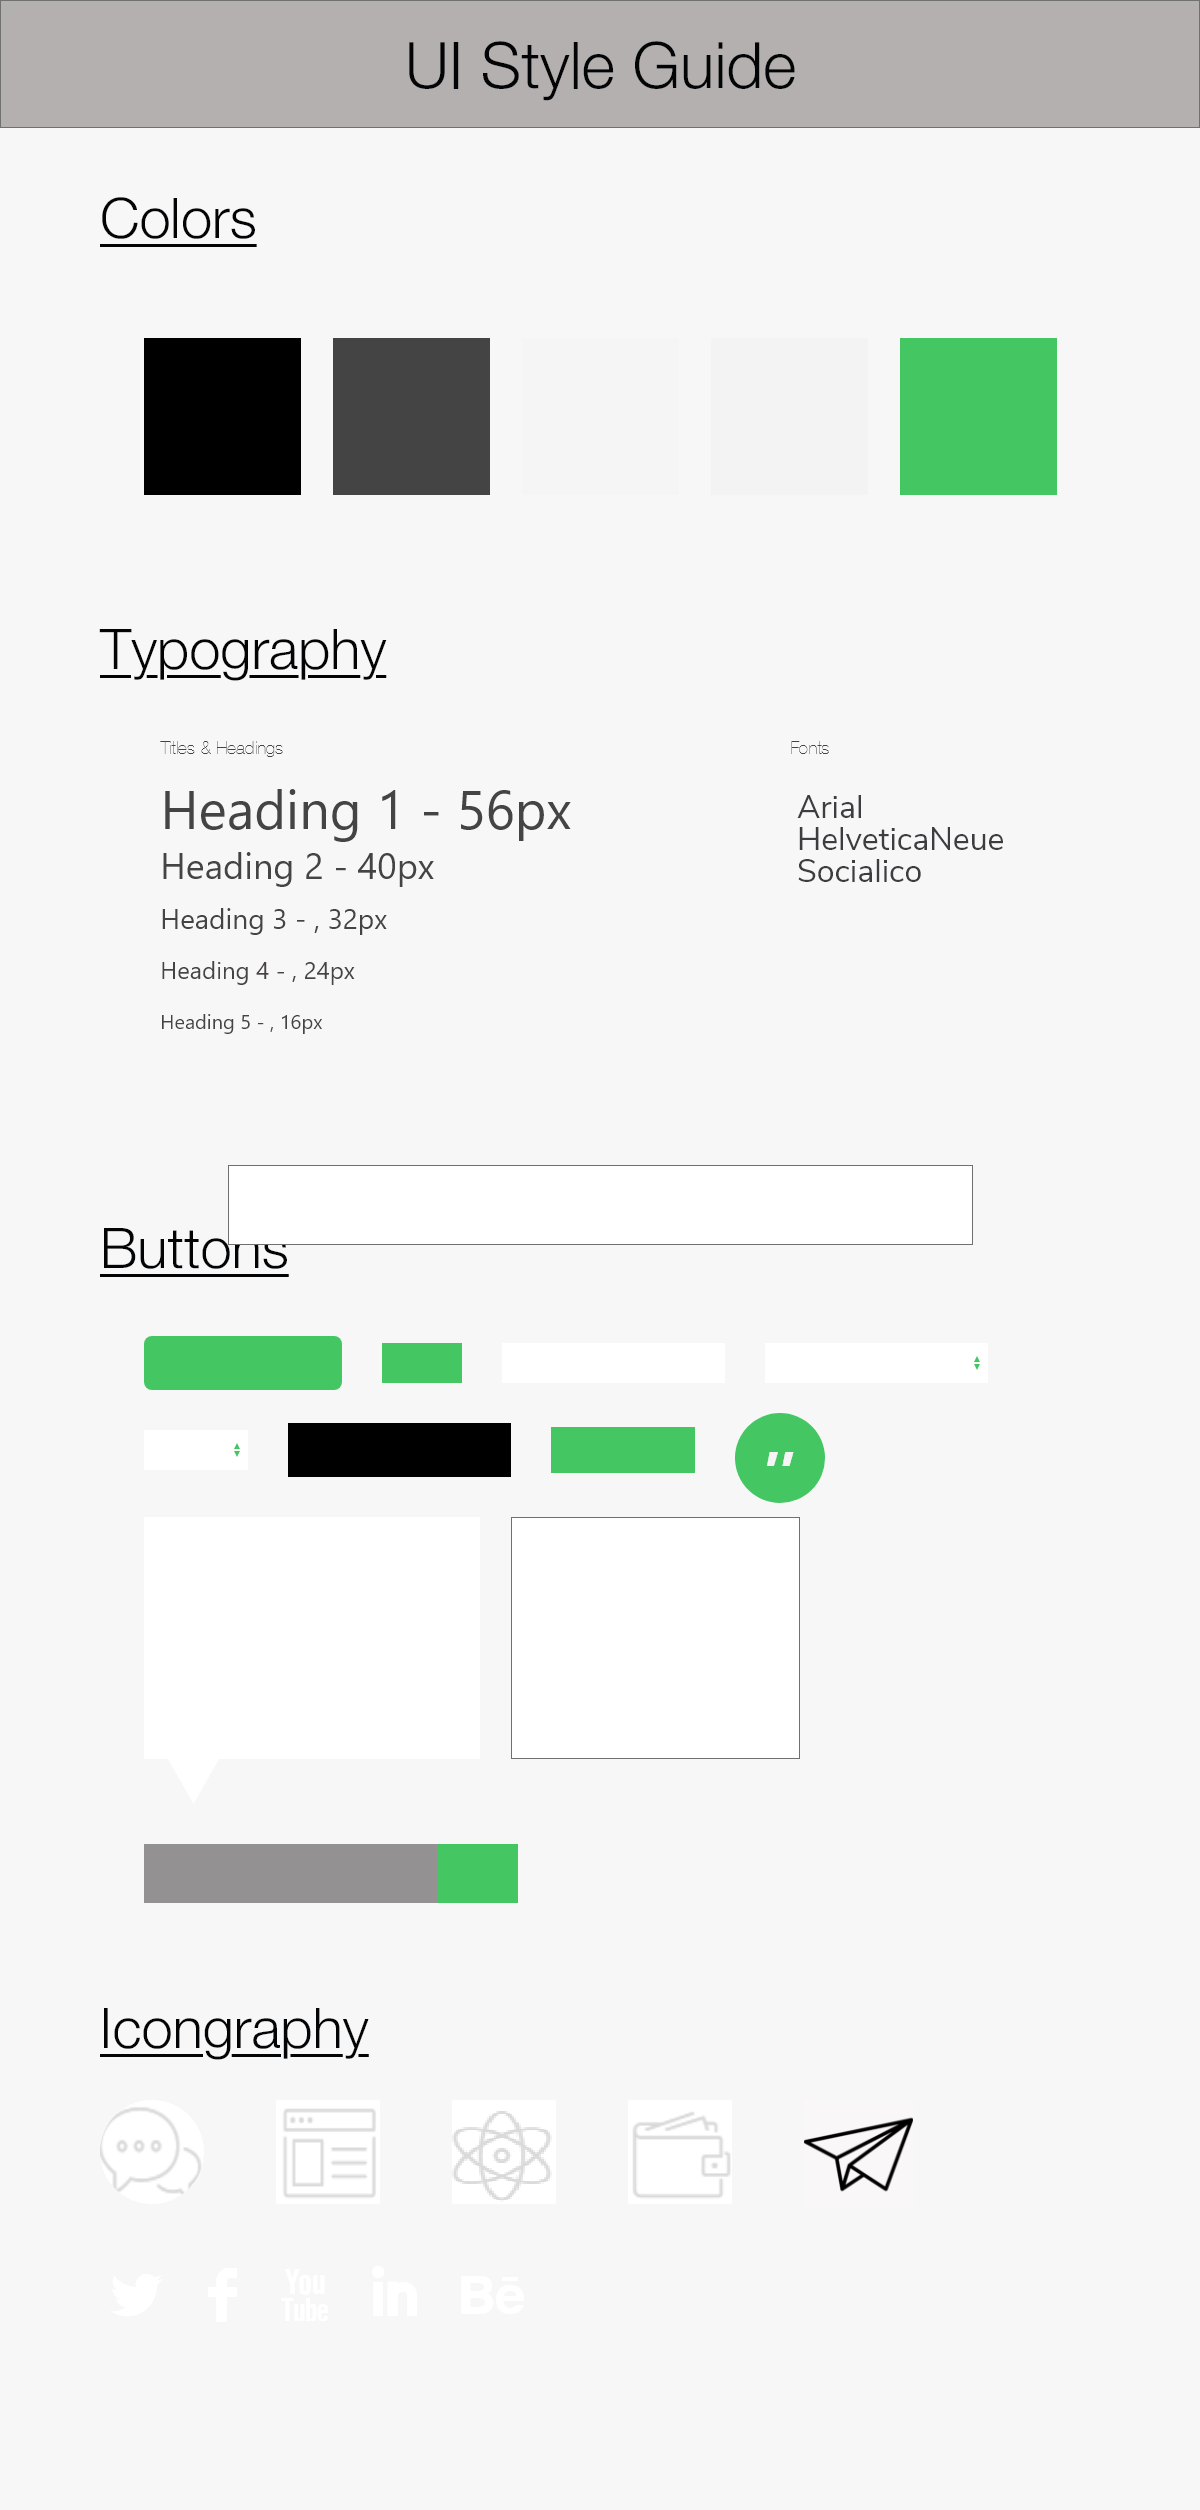 UI Style Guide
Colors
Typography
Titles & Headings
Fonts
Heading 1 - 56px
Heading 2 - 40px
Heading 3 - , 32px
Heading 4 - , 24px
Heading 5 - , 16px
Arial
HelveticaNeue
Socialico
Buttons
"
Icongraphy
You
Tube
in
Bē